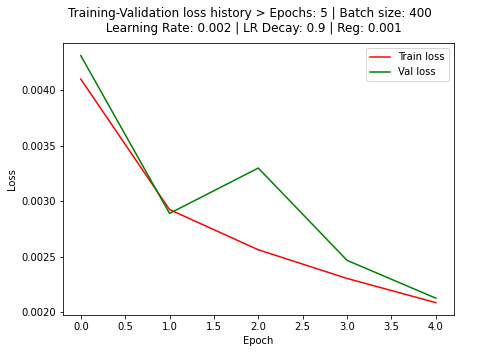 Training-Validation loss history > Epochs: 5 | Batch size: 400
Learning Rate: 0.002 | LR Decay: 0.9 | Reg: 0.001
Train loss
Val loss
0.0040
0.0035
0.0030
0.0025
0.0020
Loss
0.0 0.5 1.0 1.5 2.0 2.5 3.0 3.5 4.0
Epoch